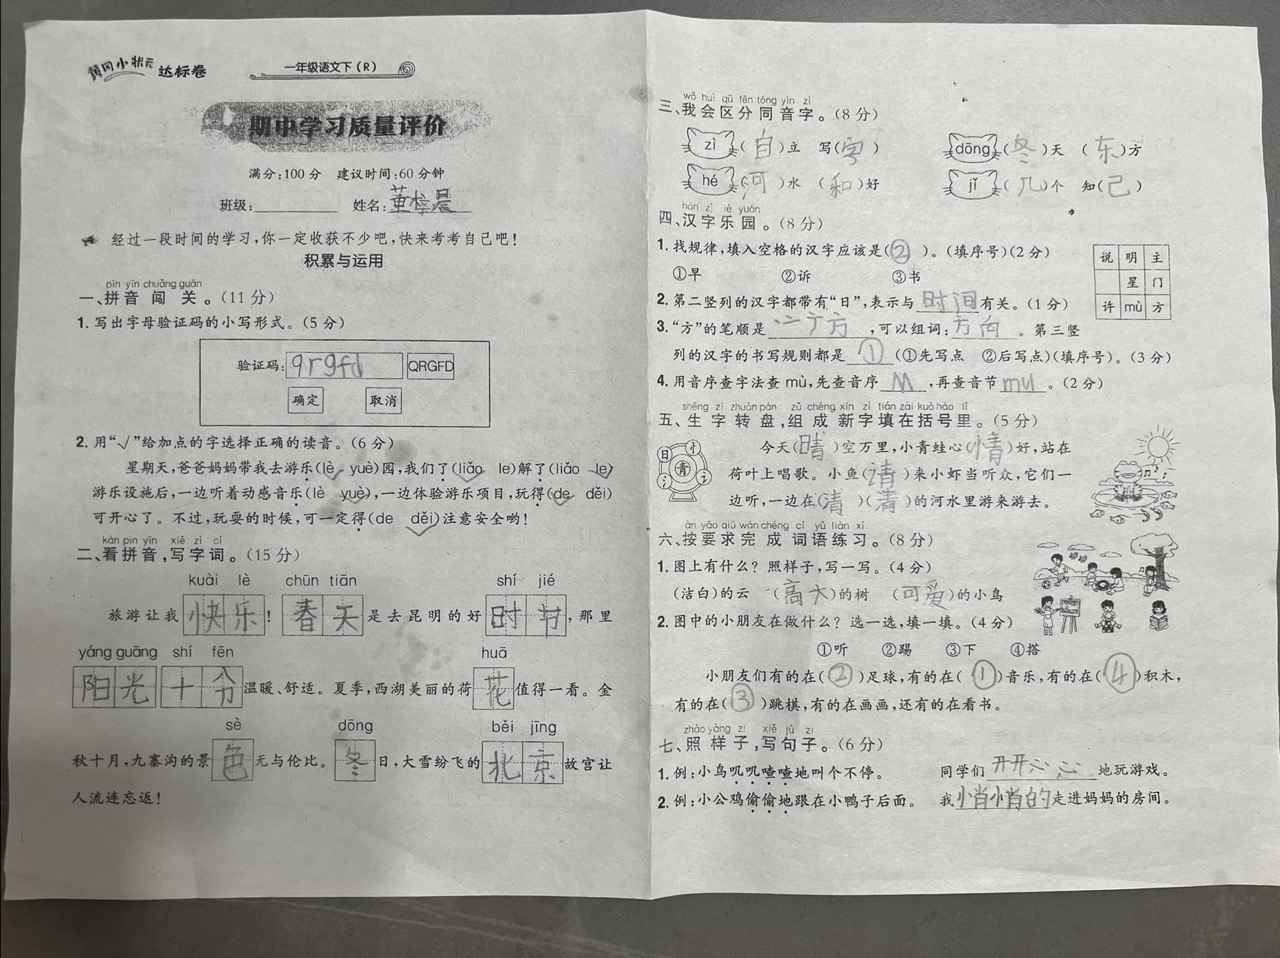 黄冈小状元 达标卷
一年级语文下(R)
期中学习质量评价
满分:100分 建议时间:60分钟
班级:________ 姓名:董梓晨
经过一段时间的学习,你一定收获不少吧,快来考考自己吧!
积累与运用
pīn yīn chuǎng guān
一、拼音闯关。(11分)
1. 写出字母验证码的小写形式。(5分)
验证码: qrgfd QRGFD
确定 取消
2. 用“√”给加点的字选择正确的读音。(6分)
星期天,爸爸妈妈带我去游乐(lè yuè)园,我们了(liǎo le)解了(liǎo le)
游乐设施后,一边听着动感音乐(lè yuè),一边体验游乐项目,玩得(de děi)
可开心了。不过,玩耍的时候,可一定得(de děi)注意安全哟!
kàn pīn yīn xiě zì cí
二、看拼音,写字词。(15分)
kuài lè chūn tiān shí jié
旅游让我快乐!春天是去昆明的好时节,那里
yáng guāng shí fēn huā
阳光十分温暖、舒适。夏季,西湖美丽的荷花值得一看。金
sè dōng běi jīng
秋十月,九寨沟的景色无与伦比。冬日,大雪纷飞的北京故宫让
人流连忘返!
wǒ huì qū fēn tóng yīn zì
三、我会区分同音字。(8分)
zì (自)立 写(字) dōng (冬)天 (东)方
hé (河)水 (和)好 jǐ (几)个 知(己)
hàn zì lè yuán
四、汉字乐园。(8分)
1. 找规律,填入空格的汉字应该是(②)。(填序号)(2分)
①早 ②诉 ③书
说 明 主
星 门
许 mù 方
2. 第二竖列的汉字都带有“日”,表示与时间有关。(1分)
3. “方”的笔顺是________,可以组词:方向。第三竖
列的汉字的书写规则都是①(①先写点 ②后写点)(填序号)。(3分)
4. 用音序查字法查mù,先查音序M,再查音节mu。(2分)
shēng zì zhuàn pán zǔ chéng xīn zì tián zài kuò hào lǐ
五、生字转盘,组成新字填在括号里。(5分)
日 忄 青 讠 氵
今天(晴)空万里,小青蛙心(情)好,站在
荷叶上唱歌。小鱼(请)来小虾当听众,它们一
边听,一边在(清)(清)的河水里游来游去。
àn yāo qiú wán chéng cí yǔ liàn xí
六、按要求完成词语练习。(8分)
1. 图上有什么?照样子,写一写。(4分)
(洁白)的云 (高大)的树 (可爱)的小鸟
2. 图中的小朋友在做什么?选一选,填一填。(4分)
①听 ②踢 ③下 ④搭
小朋友们有的在(②)足球,有的在(①)音乐,有的在(④)积木,
有的在(③)跳棋,有的在画画,还有的在看书。
zhào yàng zi xiě jù zi
七、照样子,写句子。(6分)
1. 例:小鸟叽叽喳喳地叫个不停。 同学们开开心心地玩游戏。
2. 例:小公鸡偷偷地跟在小鸭子后面。 我悄悄的走进妈妈的房间。